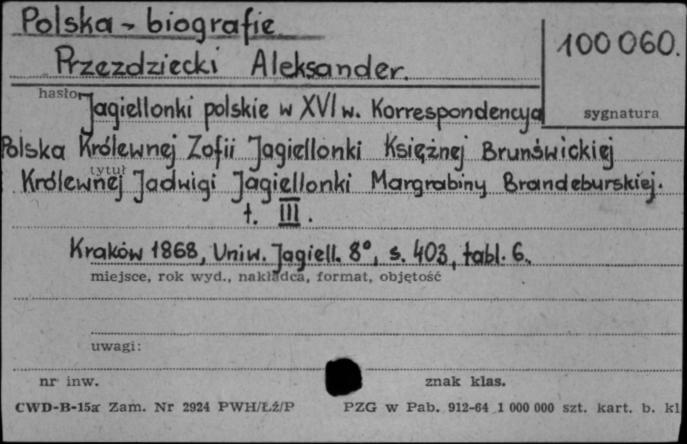 Polska - biografie
100 060.
Przezdziecki Aleksander.
hasło
Jagiellonki polskie w XVI w. Korrespondencya
sygnatura
Polska Królewnej Zofii Jagiellonki Księżnej Brunświckiej
tytuł
Królewnej Jadwigi Jagiellonki Margrabiny Brandeburskiej.
t. III.
Kraków 1868, Uniw. Jagiell. 8°, s. 403, tabl. 6.
miejsce, rok wyd., nakładca, format, objętość
uwagi:
nr inw.
znak klas.
CWD-B-15a Zam. Nr 2924 PWH/Łź/P PZG w Pab. 912-64 1 000 000 szt. kart. b. kl